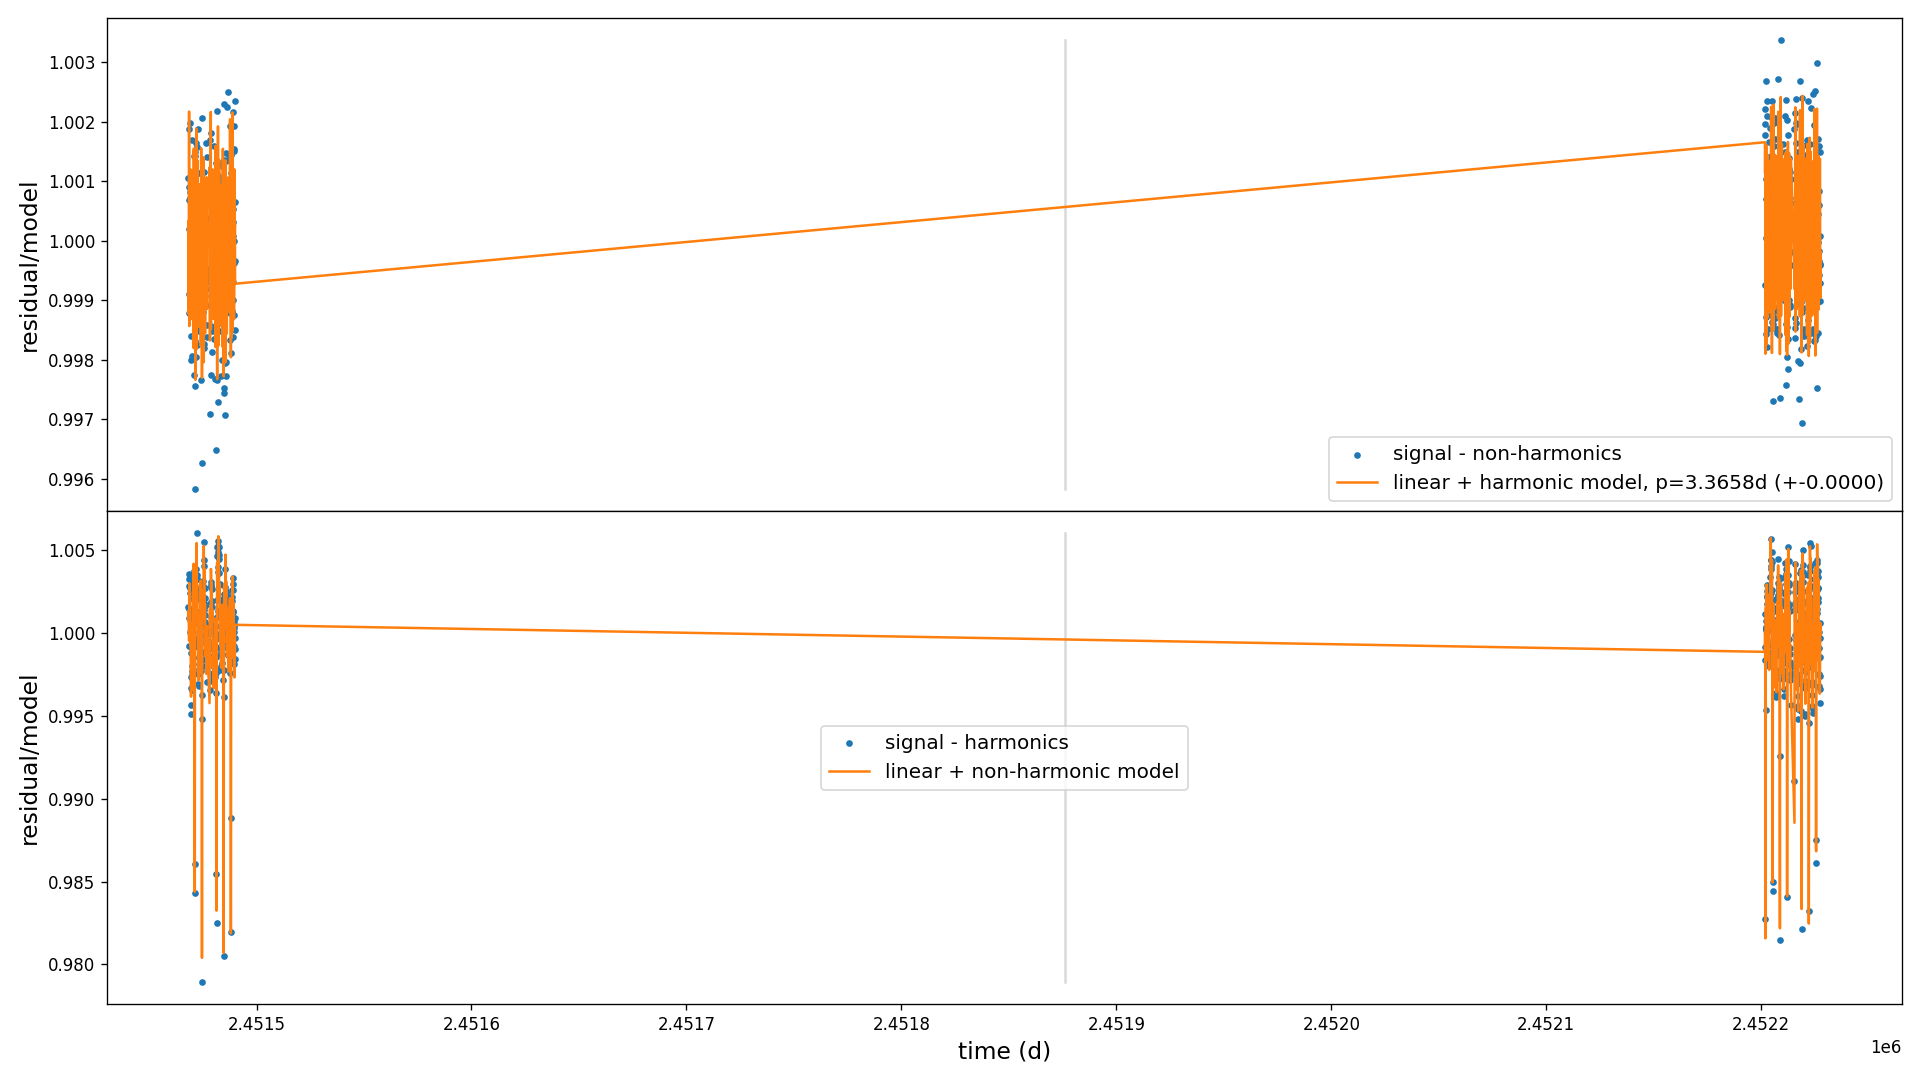 1.003
1.002
1.001
1.000
0.999
0.998
0.997
0.996
residual/model
signal - non-harmonics
linear + harmonic model, p=3.3658d (+-0.0000)
1.005
1.000
0.995
0.990
0.985
0.980
residual/model
signal - harmonics
linear + non-harmonic model
2.4515 2.4516 2.4517 2.4518 2.4519 2.4520 2.4521 2.4522
1e6
time (d)